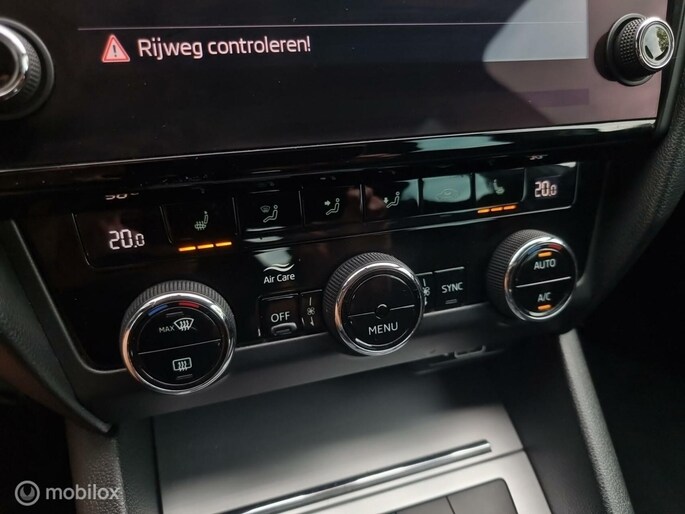 Rijweg controleren!
20.0
20.0
Air Care
MAX
OFF
MENU
SYNC
AUTO
A/C
mobilox